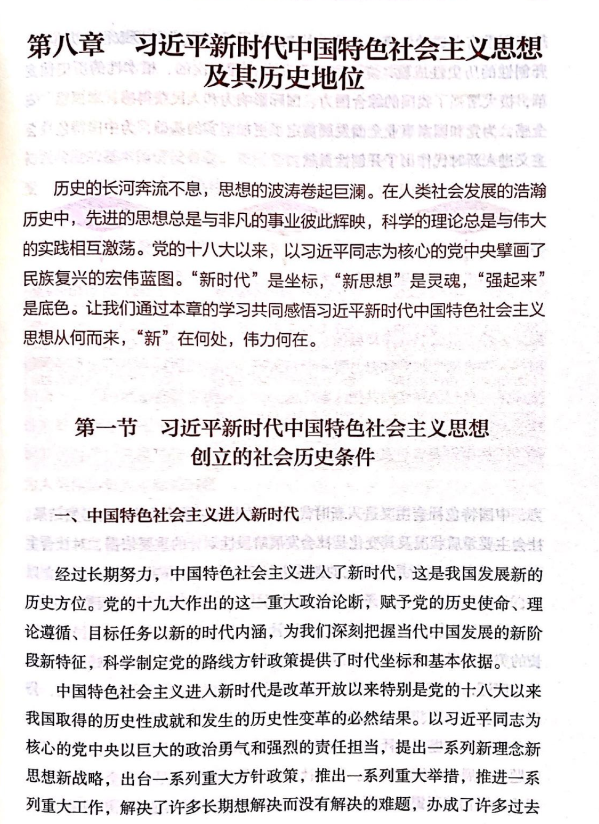 第八章 习近平新时代中国特色社会主义思想
及其历史地位
历史的长河奔流不息，思想的波涛卷起巨澜。在人类社会发展的浩瀚
历史中，先进的思想总是与非凡的事业彼此辉映，科学的理论总是与伟大
的实践相互激荡。党的十八大以来，以习近平同志为核心的党中央擘画了
民族复兴的宏伟蓝图。“新时代”是坐标，“新思想”是灵魂，“强起来”
是底色。让我们通过本章的学习共同感悟习近平新时代中国特色社会主义
思想从何而来，“新”在何处，伟力何在。
第一节 习近平新时代中国特色社会主义思想
创立的社会历史条件
一、中国特色社会主义进入新时代
经过长期努力，中国特色社会主义进入了新时代，这是我国发展新的
历史方位。党的十九大作出的这一重大政治论断，赋予党的历史使命、理
论遵循、目标任务以新的时代内涵，为我们深刻把握当代中国发展的新阶
段新特征，科学制定党的路线方针政策提供了时代坐标和基本依据。
中国特色社会主义进入新时代是改革开放以来特别是党的十八大以来
我国取得的历史性成就和发生的历史性变革的必然结果。以习近平同志为
核心的党中央以巨大的政治勇气和强烈的责任担当，提出一系列新理念新
思想新战略，出台一系列重大方针政策，推出一系列重大举措，推进一系
列重大工作，解决了许多长期想解决而没有解决的难题，办成了许多过去